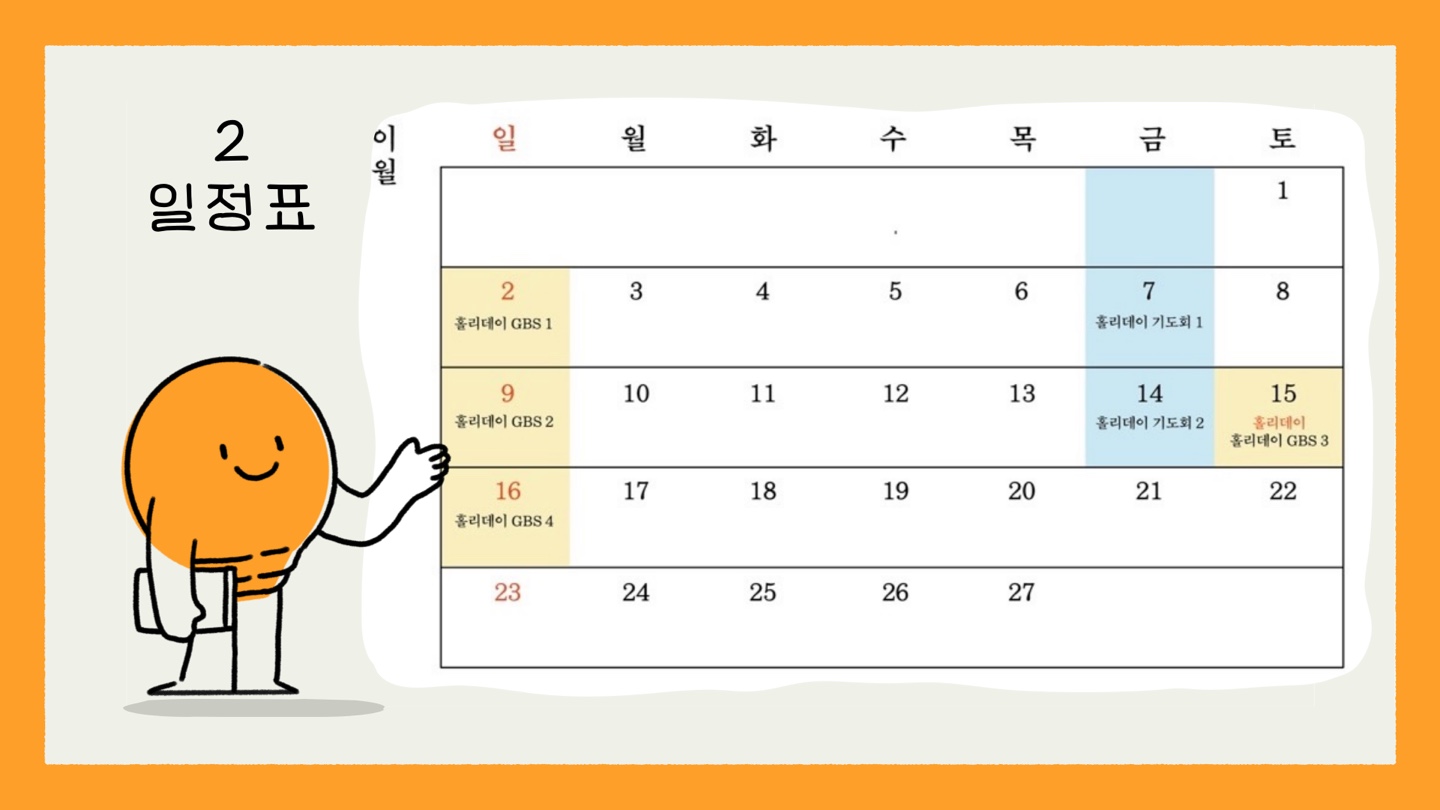 2
일정표
이
월
일 월 화 수 목 금 토
1
2 3 4 5 6 7 8
홀리데이 GBS 1 홀리데이 기도회 1
9 10 11 12 13 14 15
홀리데이 GBS 2 홀리데이 기도회 2 홀리데이
홀리데이 GBS 3
16 17 18 19 20 21 22
홀리데이 GBS 4
23 24 25 26 27